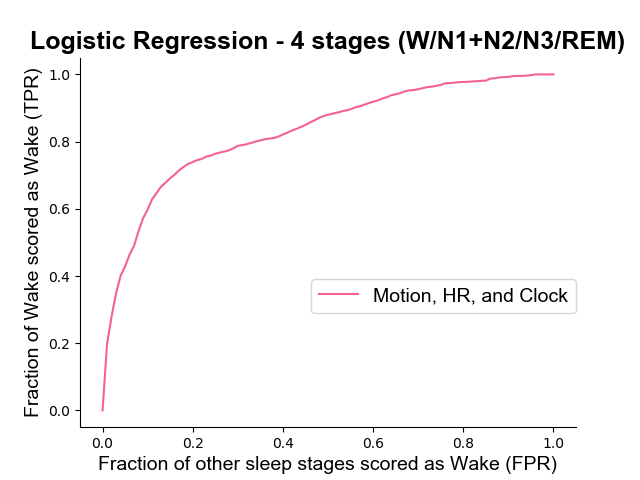 Logistic Regression - 4 stages (W/N1+N2/N3/REM)
Fraction of Wake scored as Wake (TPR)
1.0
0.8
0.6
0.4
0.2
0.0
Motion, HR, and Clock
0.0 0.2 0.4 0.6 0.8 1.0
Fraction of other sleep stages scored as Wake (FPR)